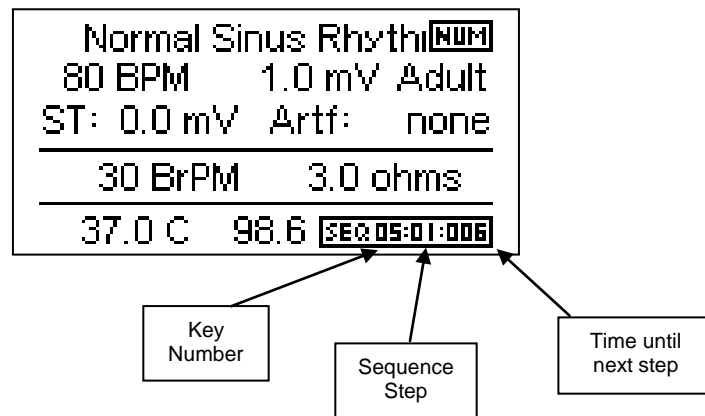 Normal Sinus Rhythm NUM
80 BPM 1.0 mV Adult
ST: 0.0 mV Artf: none
30 BrPM 3.0 ohms
37.0 C 98.6 SEQ 05:01:006
Key
Number
Sequence
Step
Time until
next step